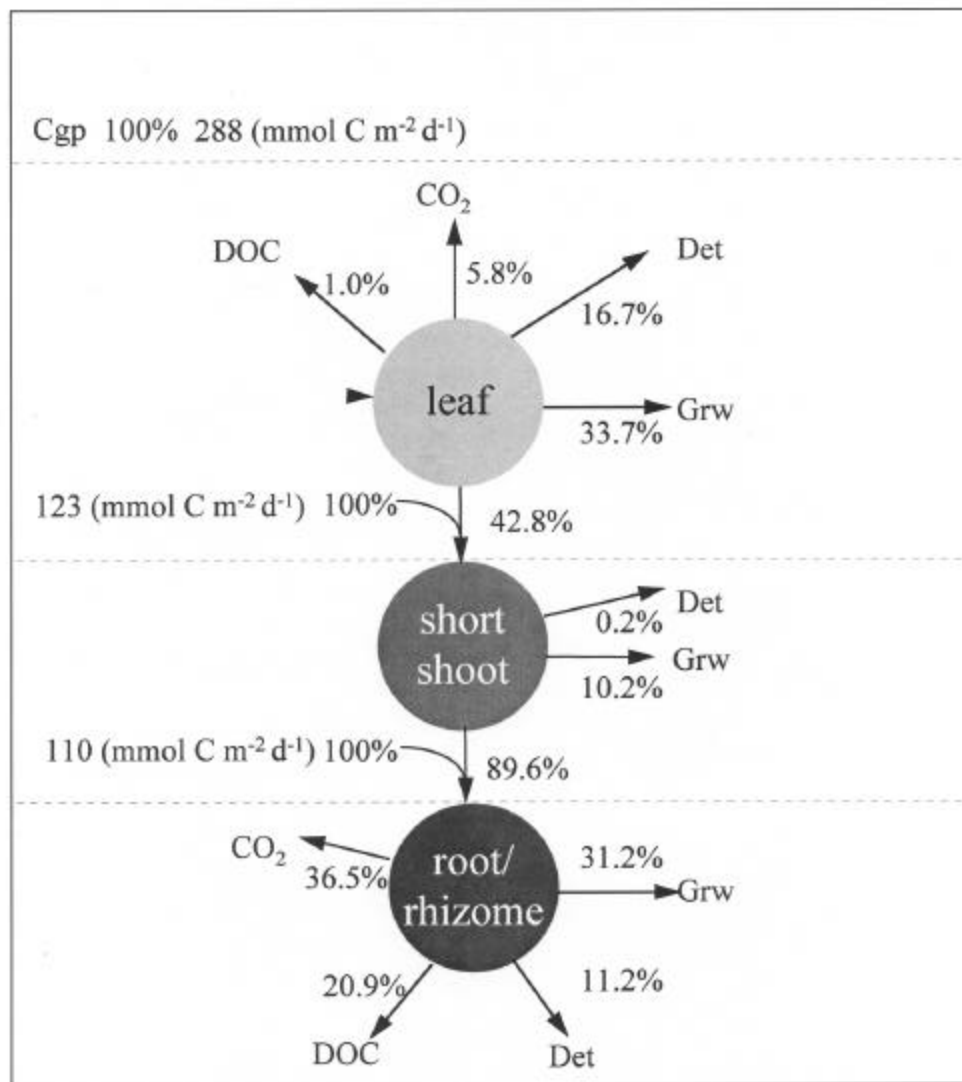 Cgp 100% 288 (mmol C m⁻² d⁻¹)
CO₂
DOC
Det
1.0%
5.8%
16.7%
leaf
Grw
33.7%
123 (mmol C m⁻² d⁻¹) 100%
42.8%
short
shoot
Det
0.2%
Grw
10.2%
110 (mmol C m⁻² d⁻¹) 100%
89.6%
CO₂
36.5%
root/
rhizome
31.2%
Grw
20.9%
11.2%
DOC
Det